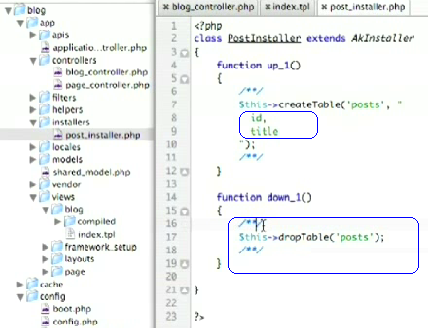 blog
app
apis
applicatio...troller.php
controllers
blog_controller.php
page_controller.php
filters
helpers
installers
post_installer.php
locales
models
shared_model.php
vendor
views
blog
compiled
index.tpl
framework_setup
layouts
page
cache
config
boot.php
config.php
blog_controller.php
index.tpl
post_installer.php
1 <?php
2 class PostInstaller extends AkInstaller
3 {
4 function up_1()
5 {
6 /**/
7 $this->createTable('posts', "
8 id,
9 title
10 ");
11 /**/
12 }
13
14 function down_1()
15 {
16 /**/
17 $this->dropTable('posts');
18 /**/
19 }
20
21 }
22
23 ?>